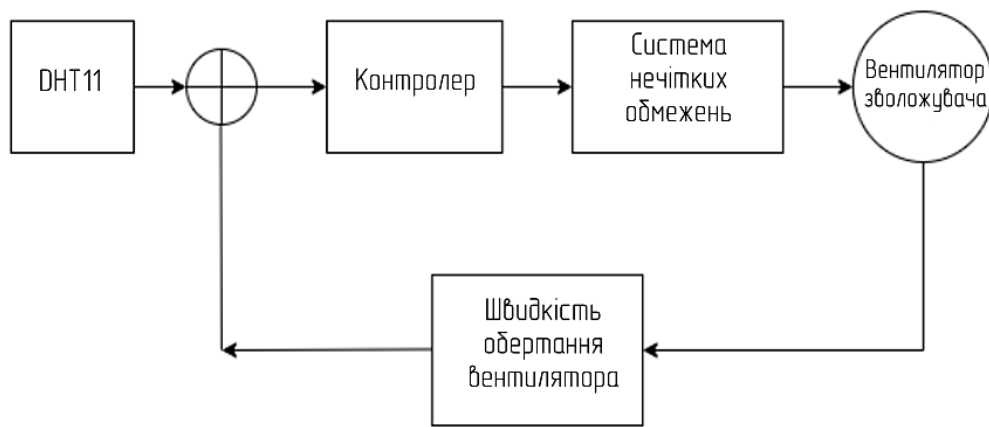 DHT11
Контролер
Система
нечітких
обмежень
Вентилятор
зволожувача
Швидкість
обертання
вентилятора